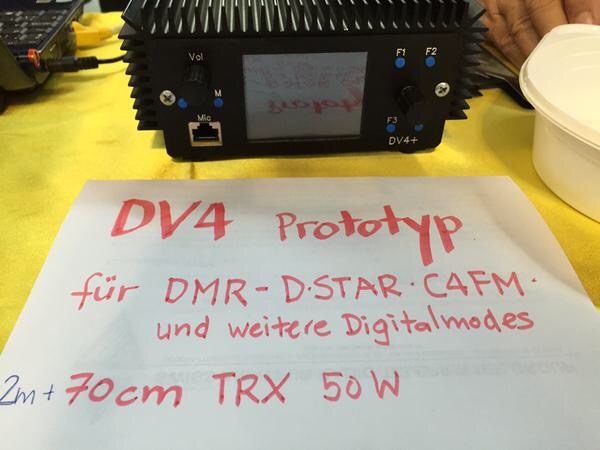 Vol
F1 F2
M
Mic
F3
DV4+
DV4 Prototyp
für DMR - D·STAR · C4FM ·
und weitere Digitalmodes
2m + 70cm TRX 50W